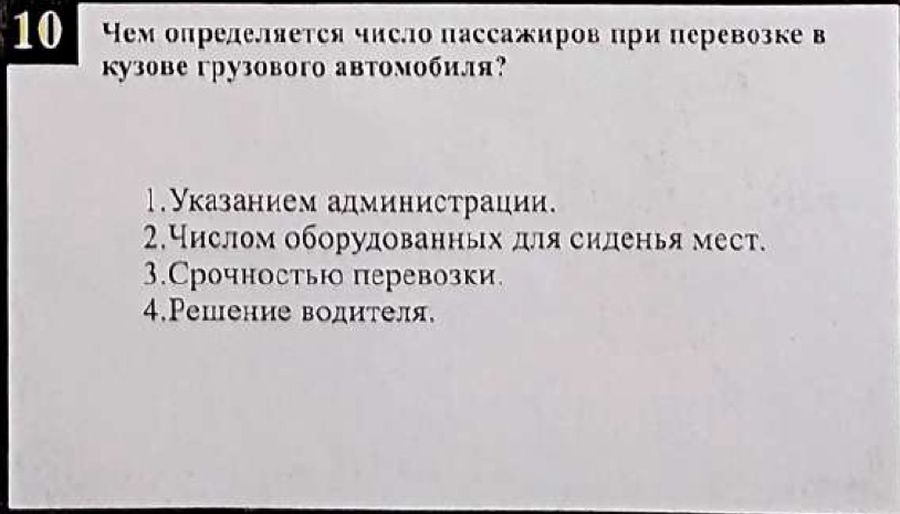 10
Чем определяется число пассажиров при перевозке в
кузове грузового автомобиля?
1.Указанием администрации.
2.Числом оборудованных для сиденья мест.
3.Срочностью перевозки.
4.Решение водителя.